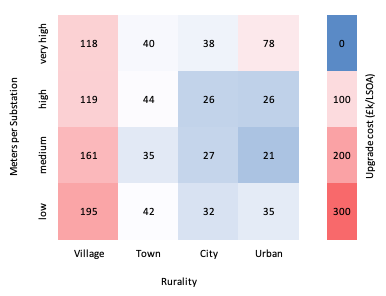 Meters per Substation
very high 118 40 38 78
high 119 44 26 26
medium 161 35 27 21
low 195 42 32 35
Village Town City Urban
Rurality
0
100
200
300
Upgrade cost (£k/LSOA)